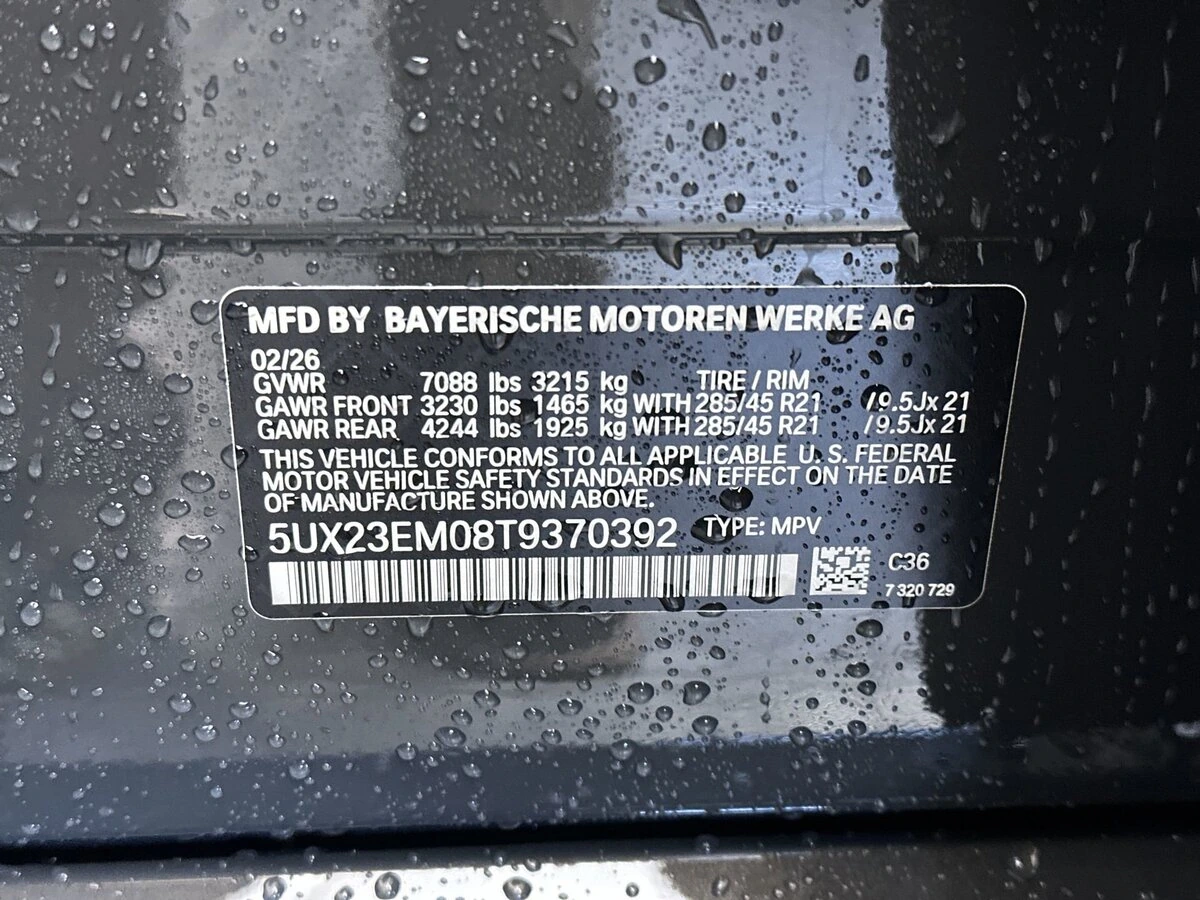 MFD BY BAYERISCHE MOTOREN WERKE AG
02/26
GVWR 7088 lbs 3215 kg TIRE / RIM
GAWR FRONT 3230 lbs 1465 kg WITH 285/45 R21 /9.5Jx 21
GAWR REAR 4244 lbs 1925 kg WITH 285/45 R21 /9.5Jx 21
THIS VEHICLE CONFORMS TO ALL APPLICABLE U. S. FEDERAL
MOTOR VEHICLE SAFETY STANDARDS IN EFFECT ON THE DATE
OF MANUFACTURE SHOWN ABOVE.
5UX23EM08T9370392 TYPE: MPV
C36
7 320 729